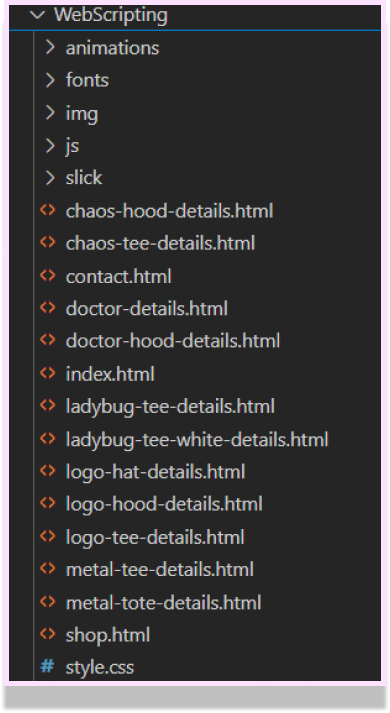 WebScripting
animations
fonts
img
js
slick
chaos-hood-details.html
chaos-tee-details.html
contact.html
doctor-details.html
doctor-hood-details.html
index.html
ladybug-tee-details.html
ladybug-tee-white-details.html
logo-hat-details.html
logo-hood-details.html
logo-tee-details.html
metal-tee-details.html
metal-tote-details.html
shop.html
# style.css